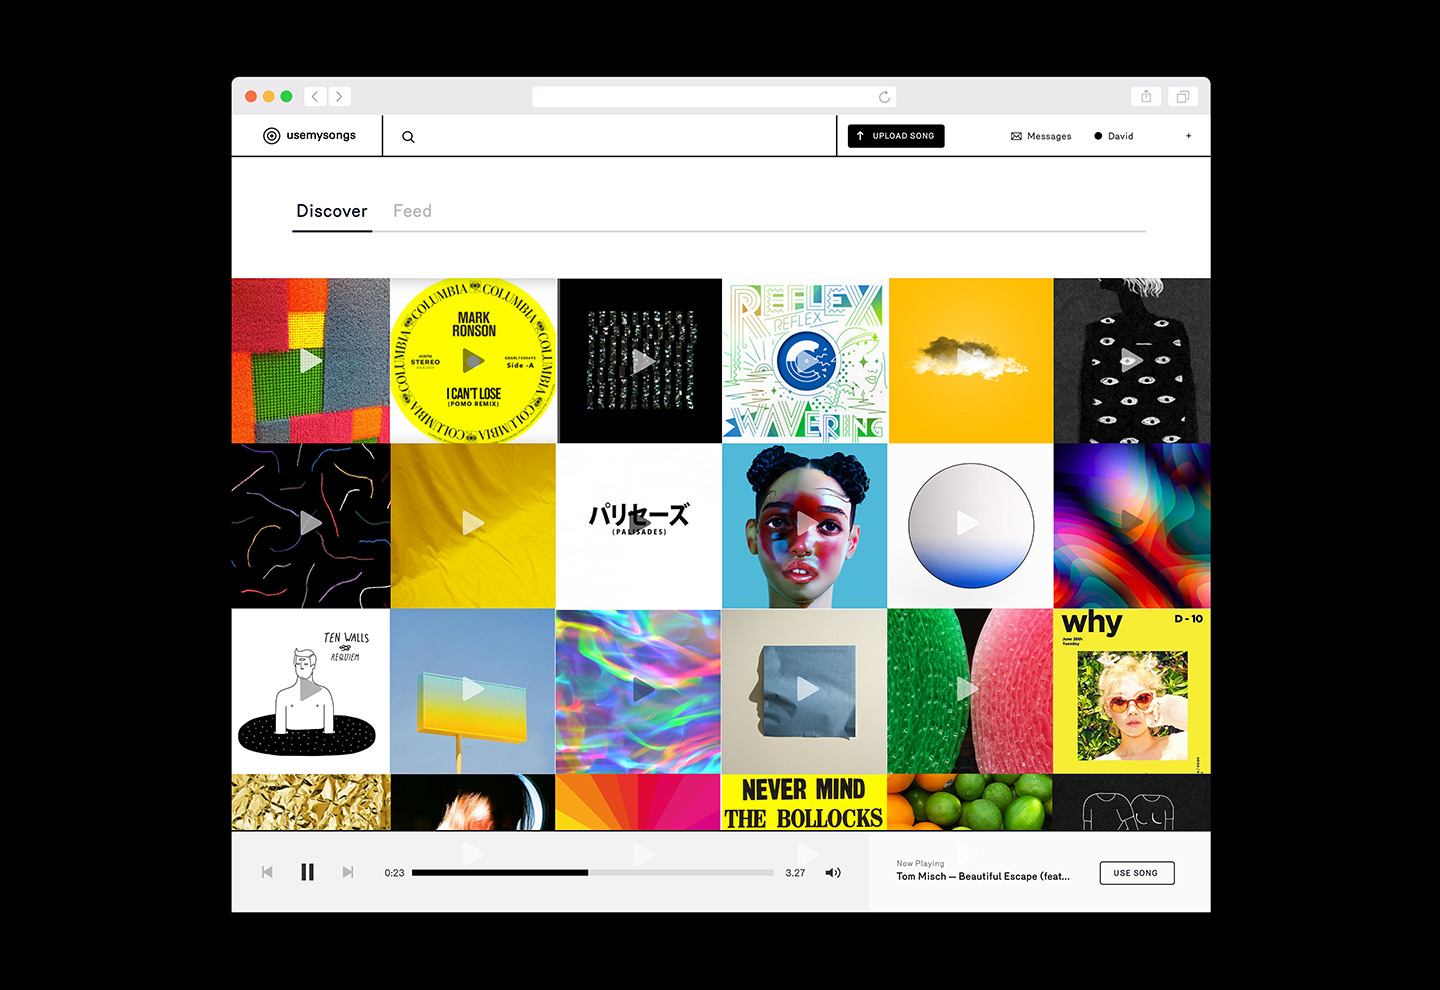 usemysongs
UPLOAD SONG
Messages
David
+
Discover
Feed
COLUMBIA COLUMBIA
MARK
RONSON
STEREO
Side -A
I CAN'T LOSE
(POMO REMIX)
COLUMBIA
COLUMBIA
COLUMBIA
REFLEX
REFLEX
WAVERING
パリセーズ
(PALISADES)
TEN WALLS
REQUIEM
why
D - 10
June 28th
Tuesday
NEVER MIND
THE BOLLOCKS
0:23
3.27
Now Playing
Tom Misch — Beautiful Escape (feat...
USE SONG